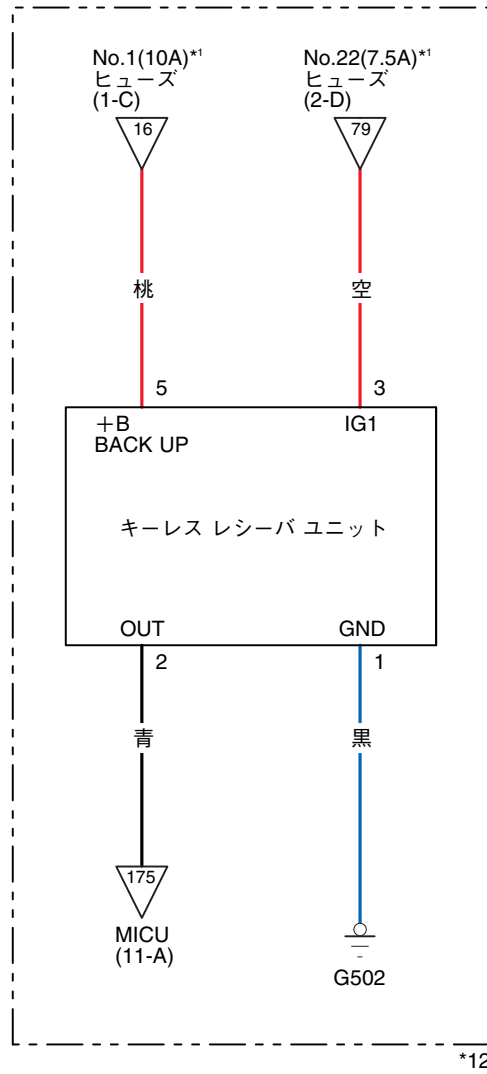 No.1(10A)*1
ヒューズ
(1-C)
No.22(7.5A)*1
ヒューズ
(2-D)
16
79
桃
空
5
3
+B
BACK UP
IG1
キーレス レシーバ ユニット
OUT
GND
2
1
青
黒
175
MICU
(11-A)
G502
*12